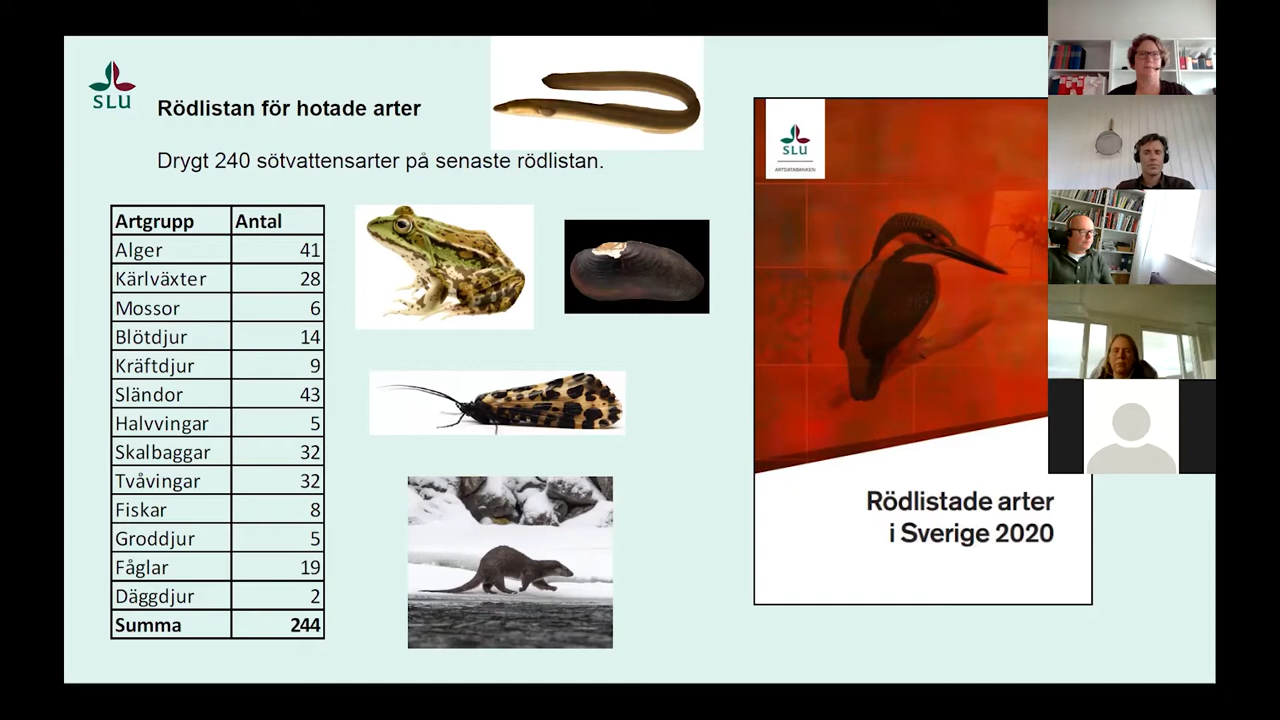 SLU
Rödlistan för hotade arter
Drygt 240 sötvattensarter på senaste rödlistan.
Artgrupp Antal
Alger 41
Kärlväxter 28
Mossor 6
Blötdjur 14
Kräftdjur 9
Sländor 43
Halvvingar 5
Skalbaggar 32
Tvåvingar 32
Fiskar 8
Groddjur 5
Fåglar 19
Däggdjur 2
Summa 244
SLU
ARTDATABANKEN
Rödlistade arter
i Sverige 2020